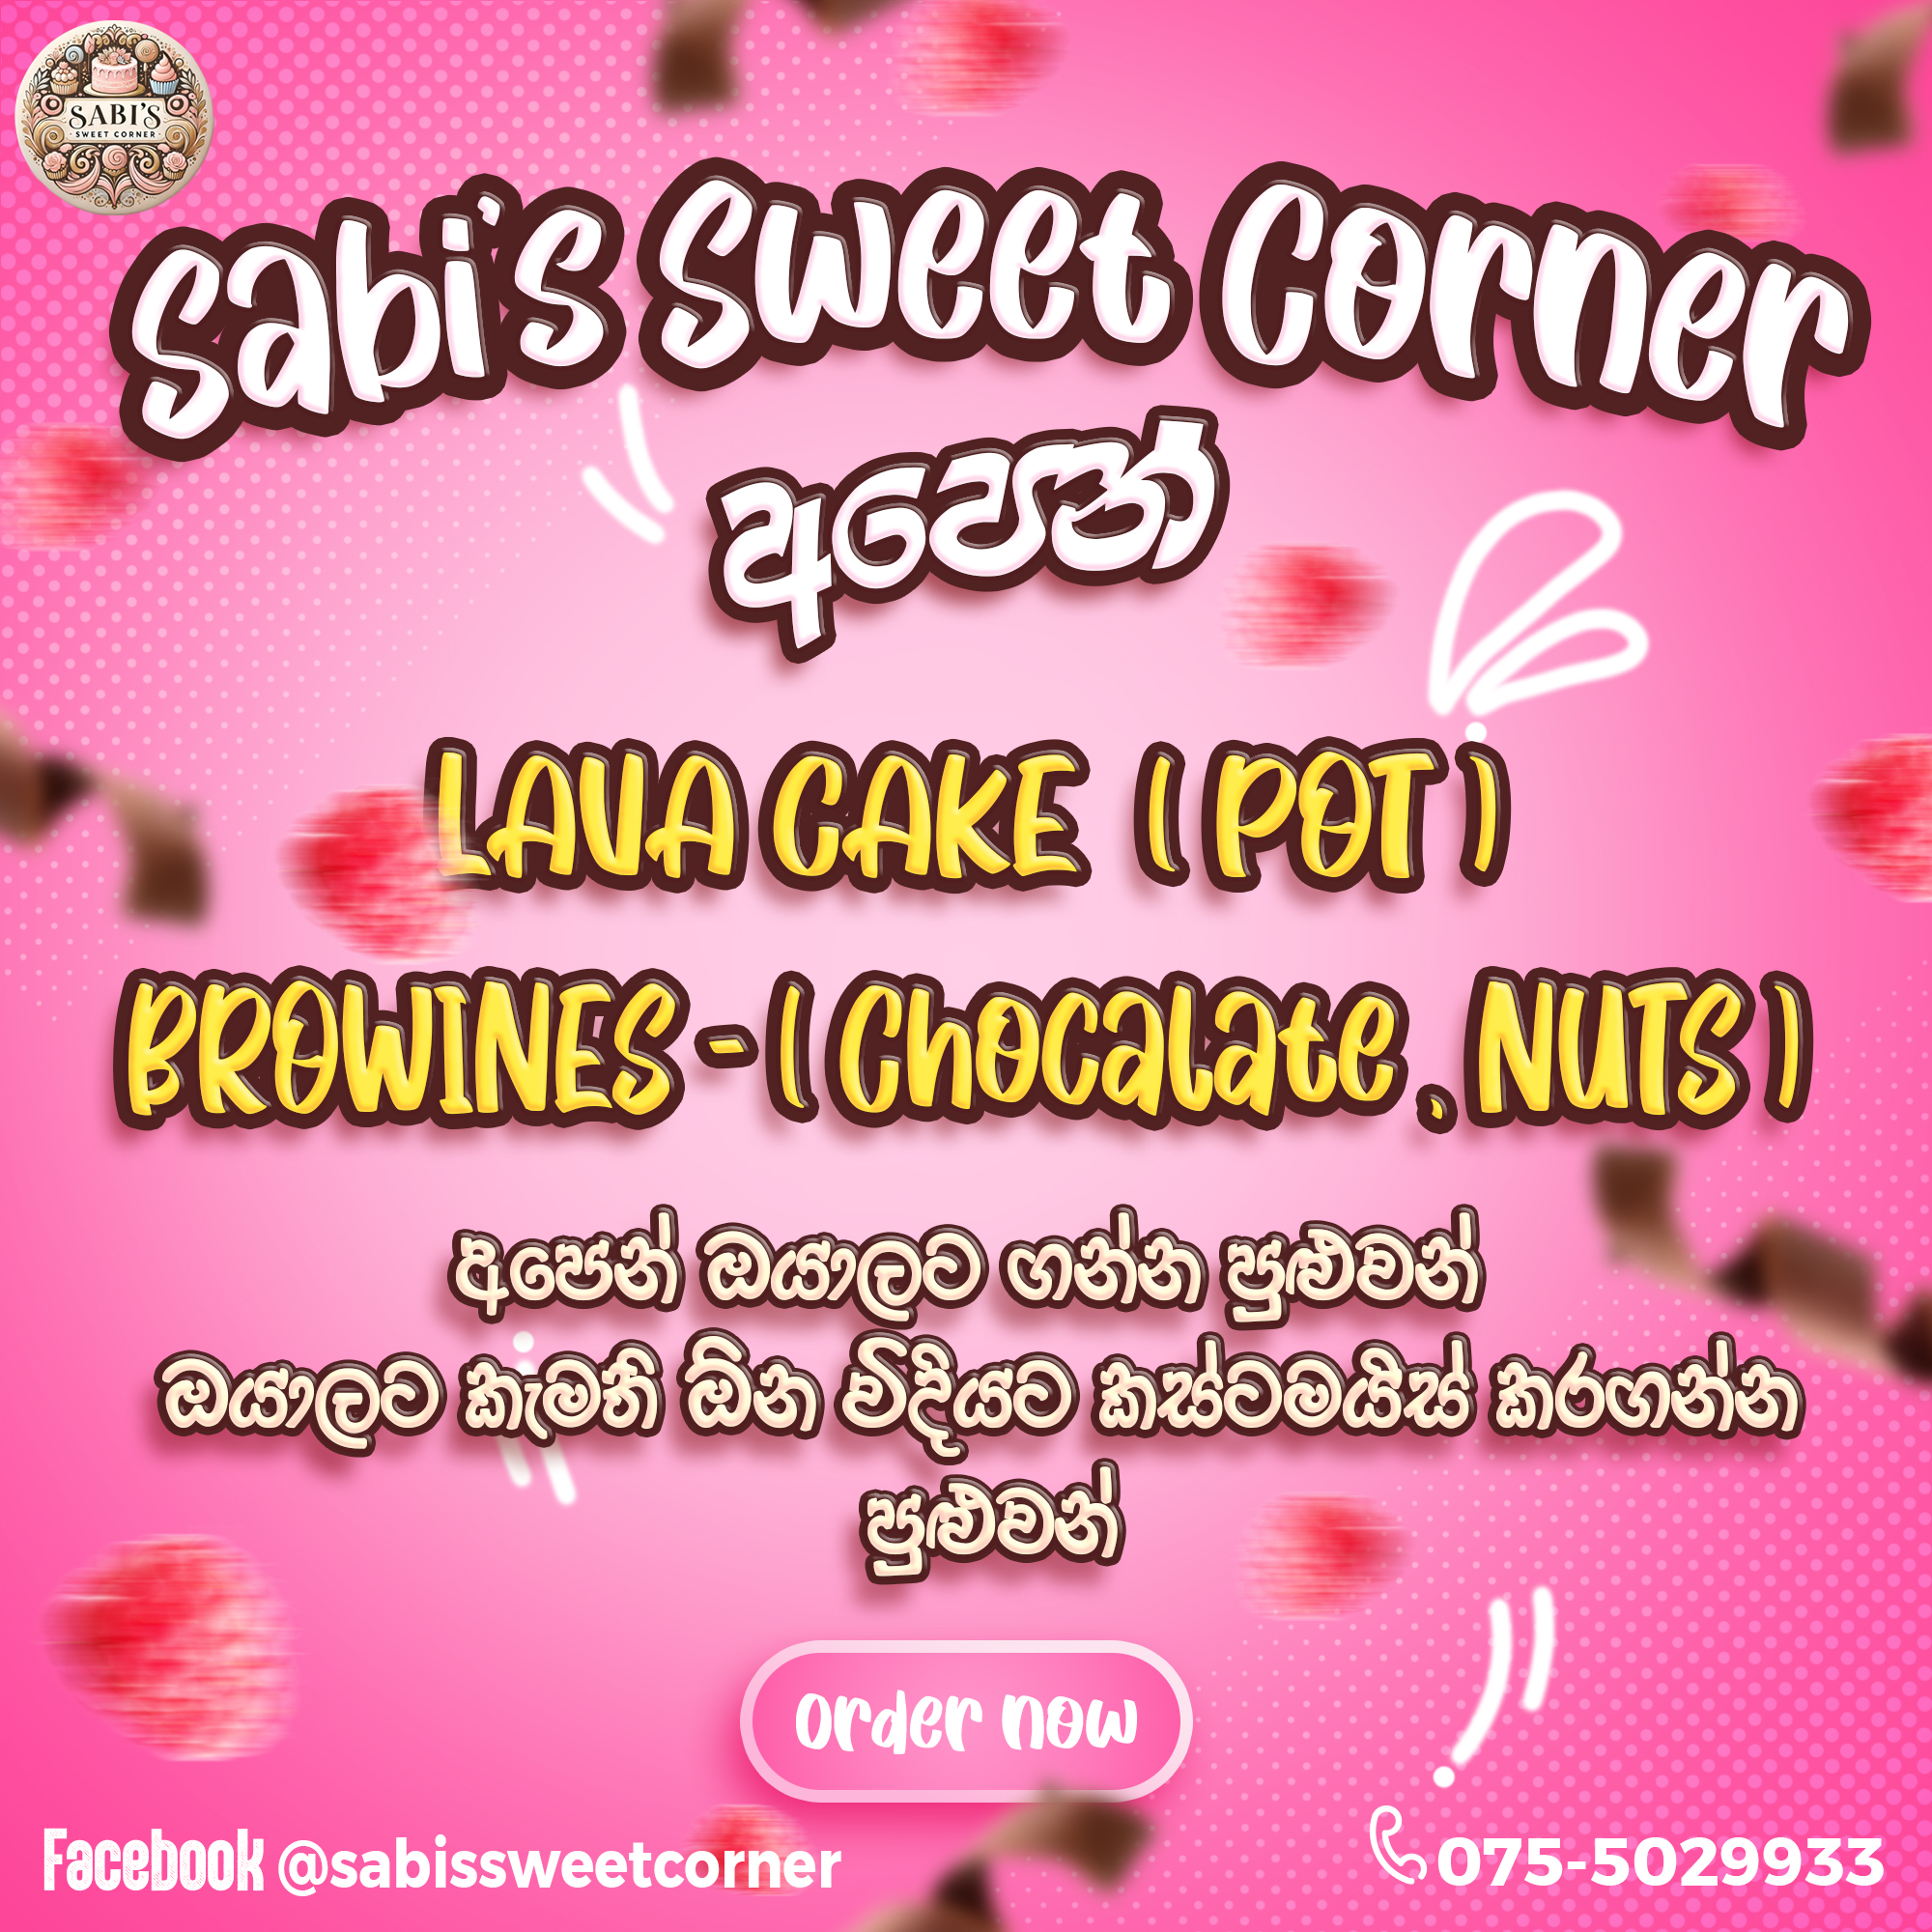 SABI'S
SWEET CORNER
Sabi's Sweet Corner
අපෙන්
LAVA CAKE ( POT )
BROWINES - ( Chocalate , NUTS )
අපෙන් ඔයාලට ගන්න පුළුවන්
ඔයාලට කැමති ඕන විදියට කස්ටමයිස් කරගන්න
පුළුවන්
order now
Facebook @sabissweetcorner
075-5029933